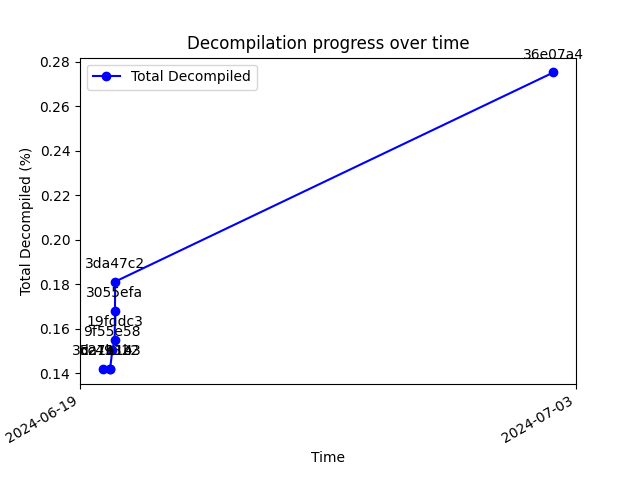 Decompilation progress over time
36e07a4
Total Decompiled
0.28
0.26
0.24
0.22
0.20
0.18
0.16
0.14
Total Decompiled (%)
3da47c2
3055efa
9f55e58
2024-06-19
2024-07-03
Time